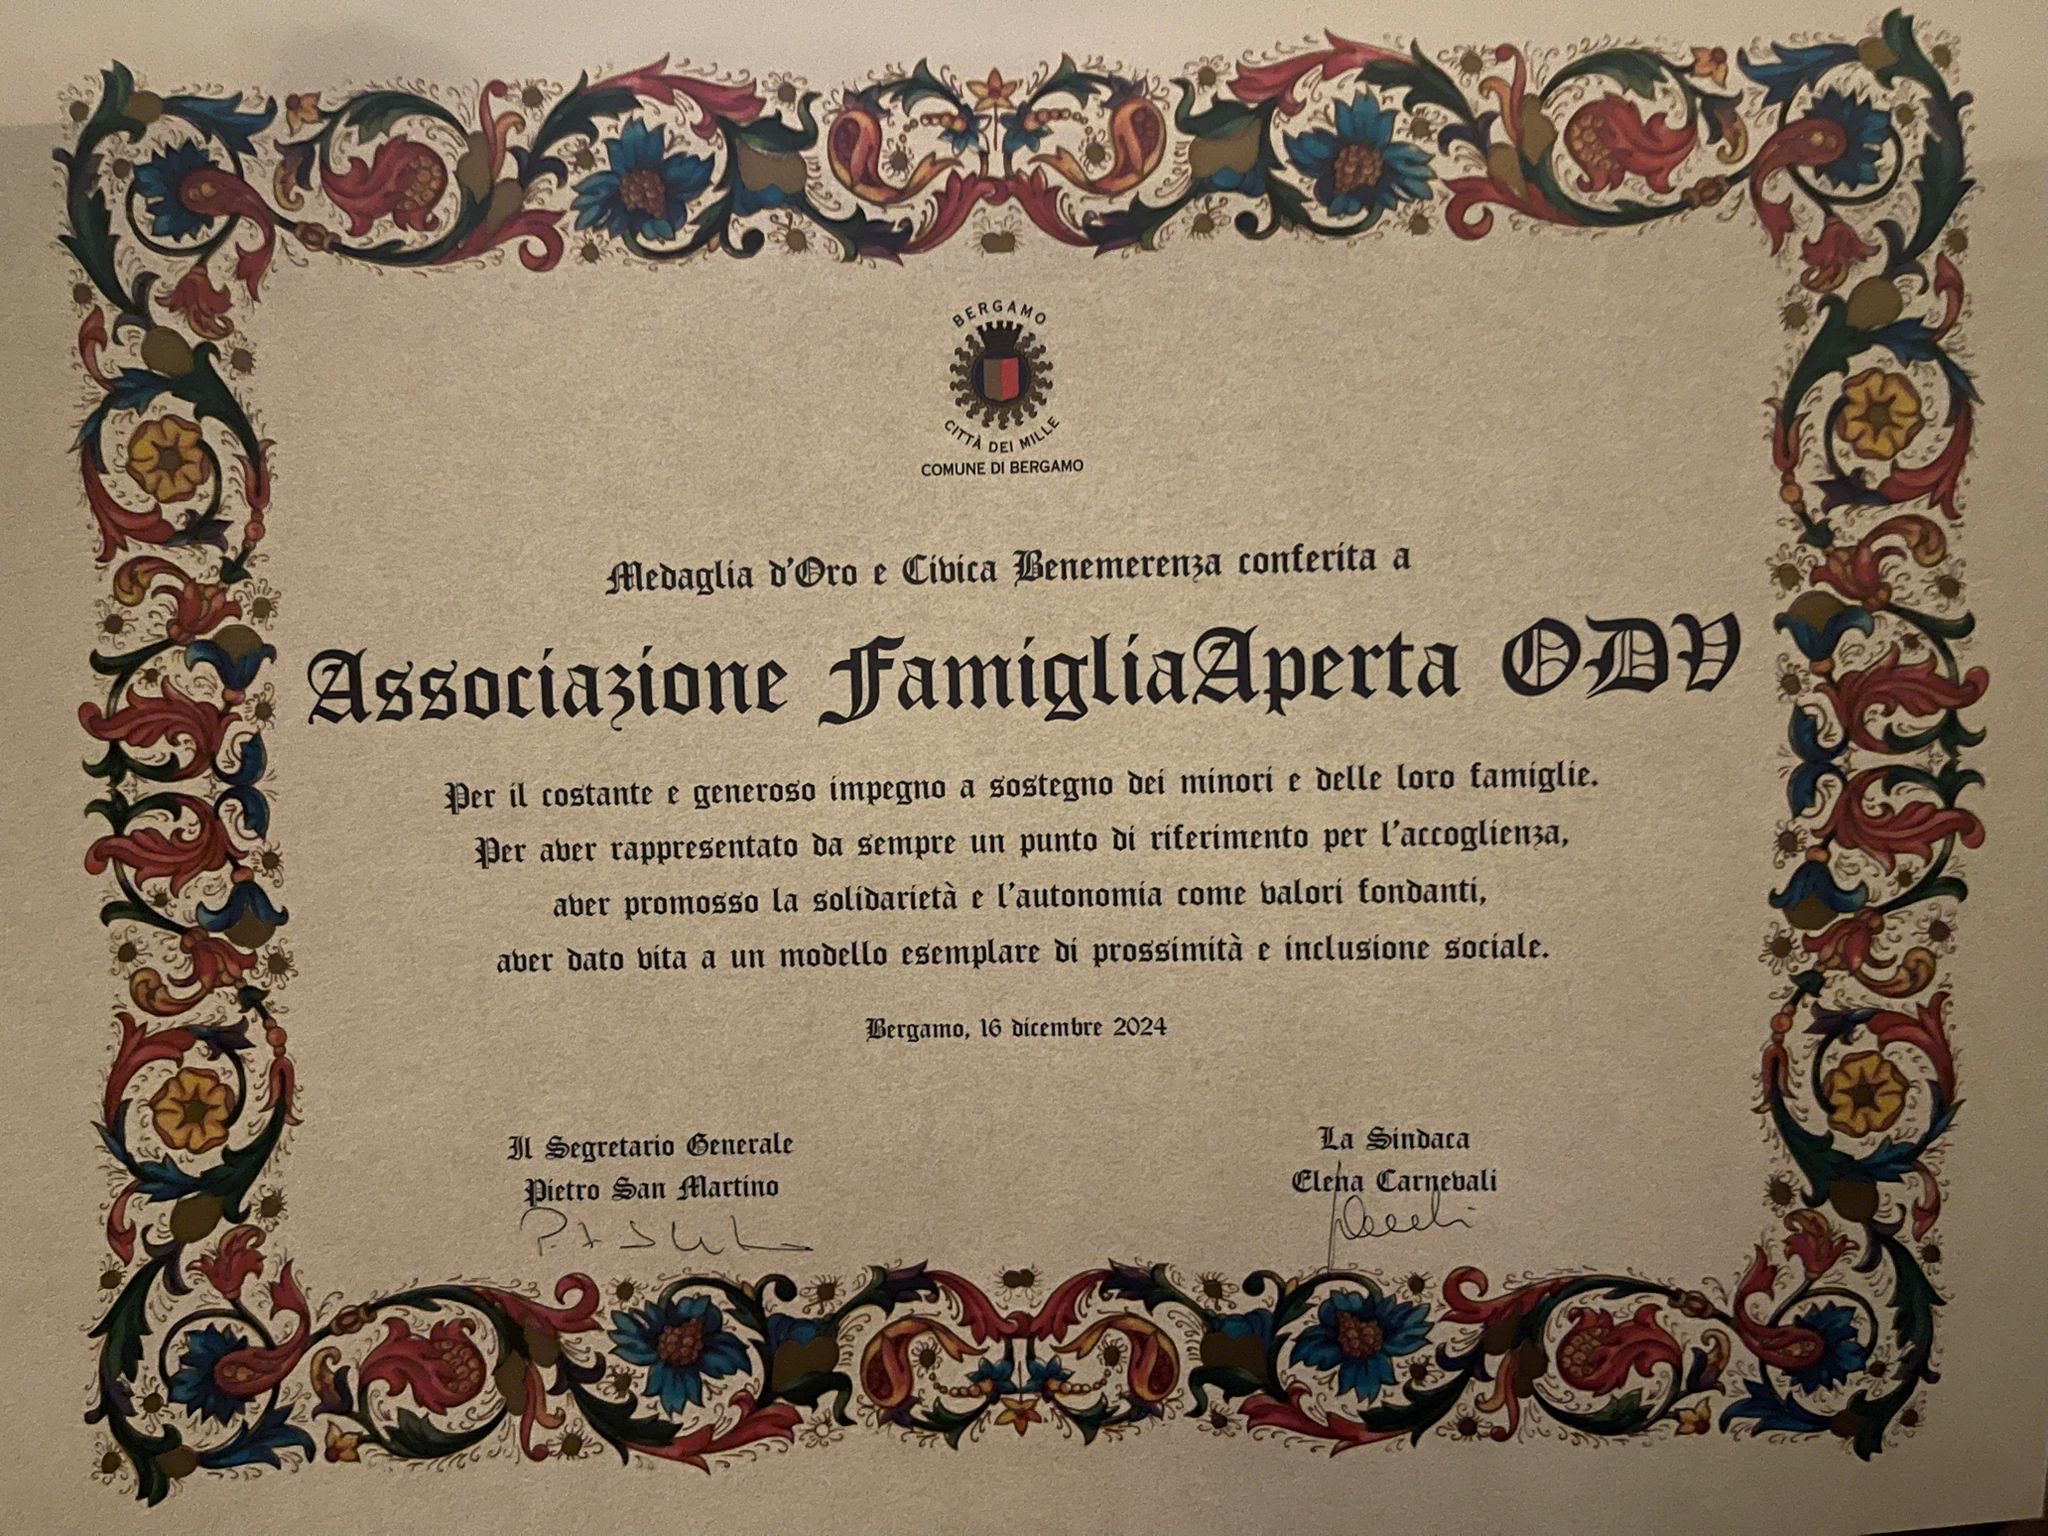 BERGAMO
CITTÀ DEI MILLE
COMUNE DI BERGAMO
Medaglia d'Oro e Civica Benemerenza conferita a
Associazione FamigliaAperta ODV
Per il costante e generoso impegno a sostegno dei minori e delle loro famiglie.
Per aver rappresentato da sempre un punto di riferimento per l'accoglienza,
aver promosso la solidarietà e l'autonomia come valori fondanti,
aver dato vita a un modello esemplare di prossimità e inclusione sociale.
Bergamo, 16 dicembre 2024
Il Segretario Generale
Pietro San Martino
La Sindaca
Elena Carnevali